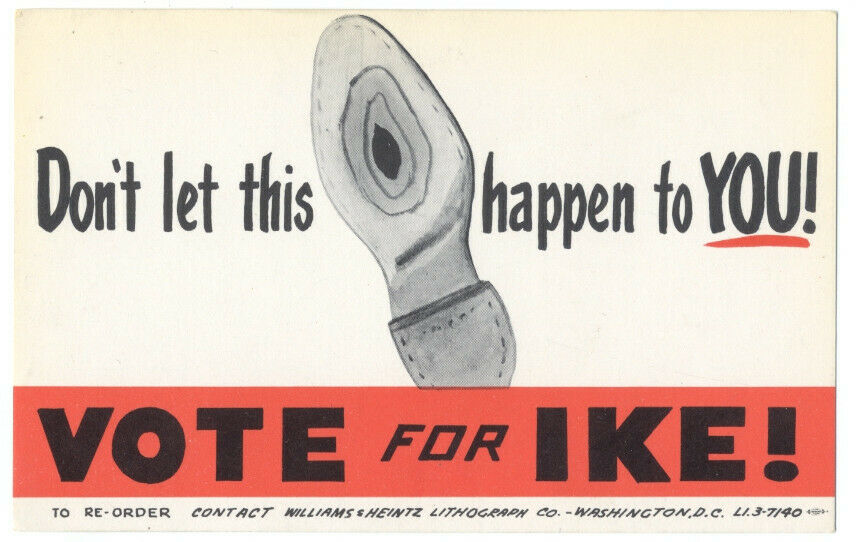 Don't let this happen to YOU!
VOTE FOR IKE!
TO RE-ORDER CONTACT WILLIAMS & HEINTZ LITHOGRAPH CO. - WASHINGTON, D.C. LI.3-7140